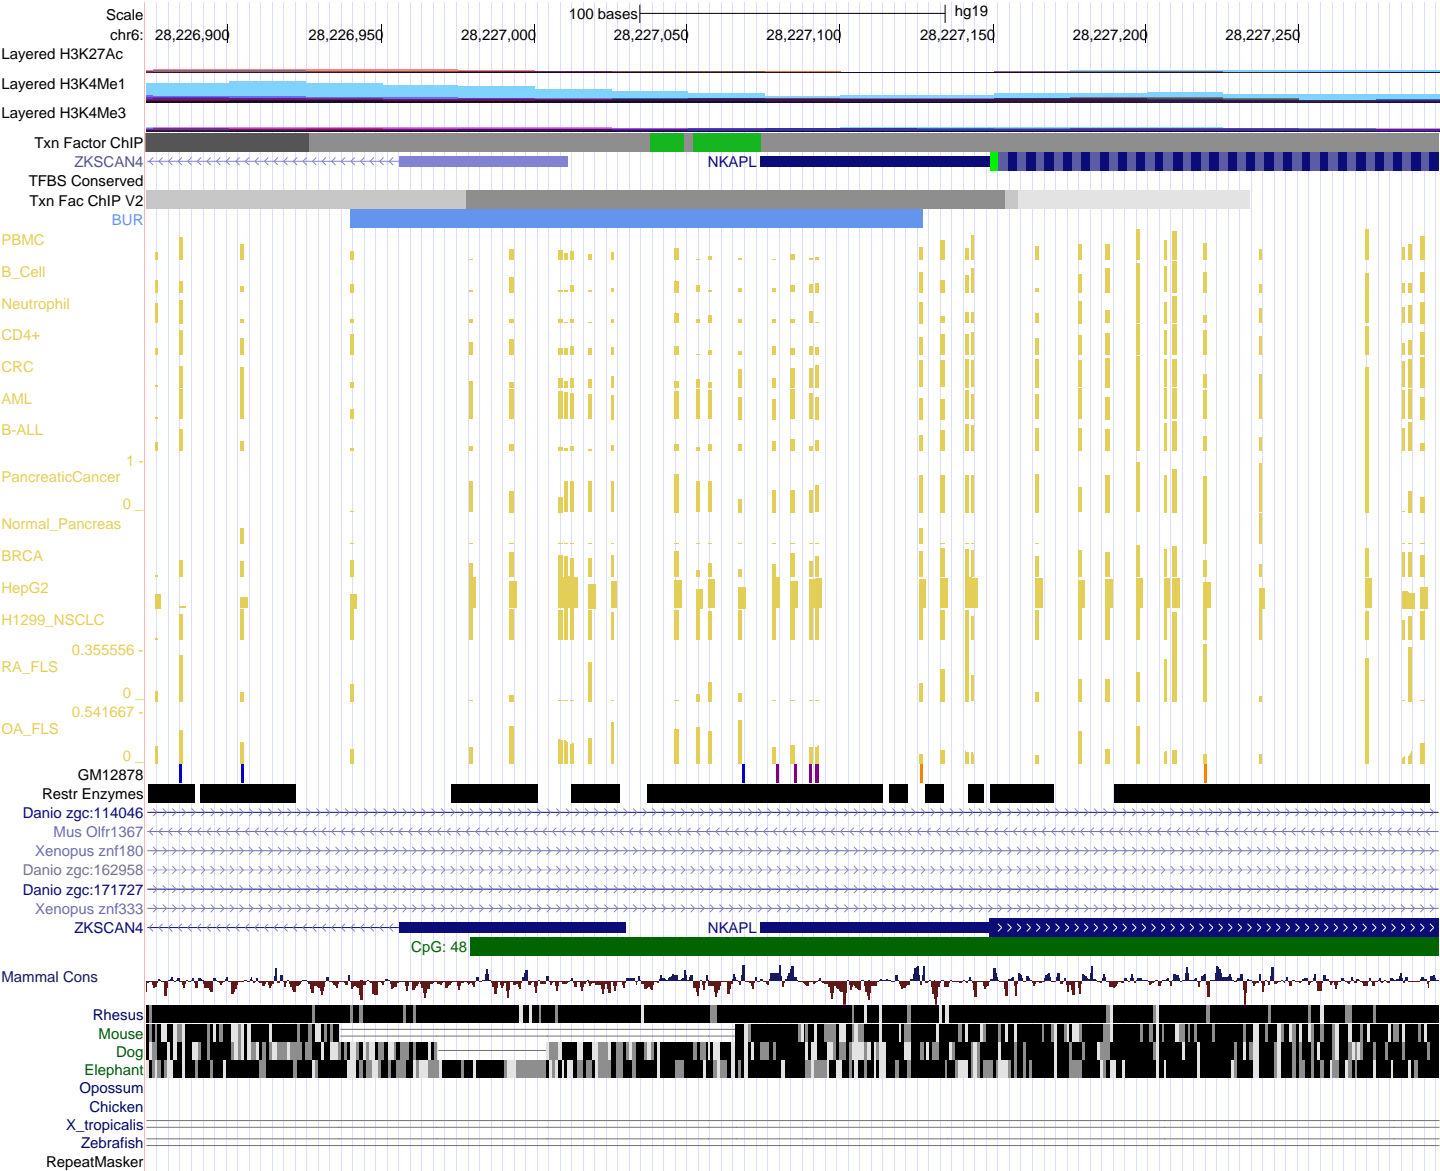 Scale 100 bases hg19
chr6: 28,226,900 28,226,950 28,227,000 28,227,050 28,227,100 28,227,150 28,227,200 28,227,250
Layered H3K27Ac
Layered H3K4Me1
Layered H3K4Me3
Txn Factor ChIP
ZKSCAN4 NKAPL
TFBS Conserved
Txn Fac ChIP V2
BUR
PBMC
B_Cell
Neutrophil
CD4+
CRC
AML
B-ALL
1 -
PancreaticCancer
0 _
Normal_Pancreas
BRCA
HepG2
H1299_NSCLC
0.355556 -
RA_FLS
0 _
0.541667 -
OA_FLS
0 _
GM12878
Restr Enzymes
Danio zgc:114046
Mus Olfr1367
Xenopus znf180
Danio zgc:162958
Danio zgc:171727
Xenopus znf333
ZKSCAN4 NKAPL
CpG: 48
Mammal Cons
Rhesus
Mouse
Dog
Elephant
Opossum
Chicken
X_tropicalis
Zebrafish
RepeatMasker